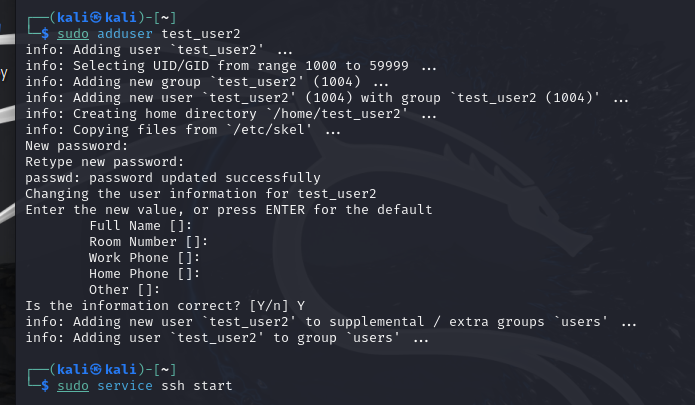 ┌──(kali㉿kali)-[~]
└─$ sudo adduser test_user2
info: Adding user `test_user2' ...
info: Selecting UID/GID from range 1000 to 59999 ...
info: Adding new group `test_user2' (1004) ...
info: Adding new user `test_user2' (1004) with group `test_user2 (1004)' ...
info: Creating home directory `/home/test_user2' ...
info: Copying files from `/etc/skel' ...
New password:
Retype new password:
passwd: password updated successfully
Changing the user information for test_user2
Enter the new value, or press ENTER for the default
Full Name []:
Room Number []:
Work Phone []:
Home Phone []:
Other []:
Is the information correct? [Y/n] Y
info: Adding new user `test_user2' to supplemental / extra groups `users' ...
info: Adding user `test_user2' to group `users' ...
┌──(kali㉿kali)-[~]
└─$ sudo service ssh start